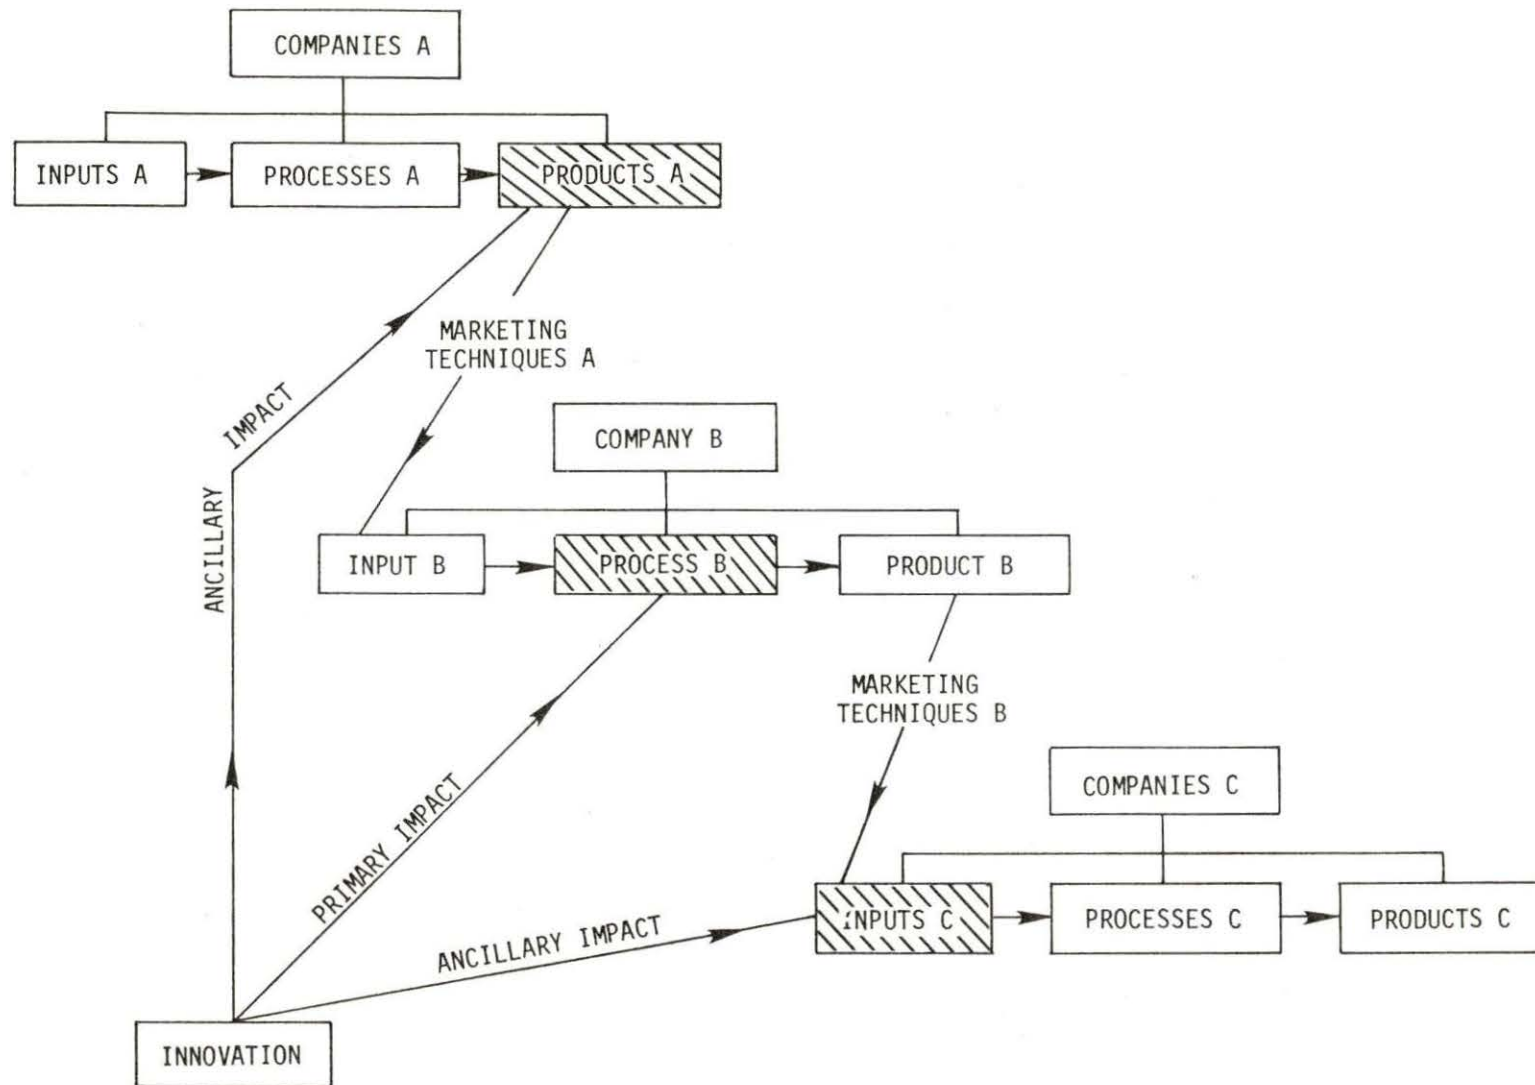 COMPANIES A
INPUTS A
PROCESSES A
PRODUCTS A
MARKETING
TECHNIQUES A
IMPACT
ANCILLARY
COMPANY B
INPUT B
PROCESS B
PRODUCT B
MARKETING
TECHNIQUES B
PRIMARY IMPACT
COMPANIES C
INPUTS C
PROCESSES C
PRODUCTS C
ANCILLARY IMPACT
INNOVATION